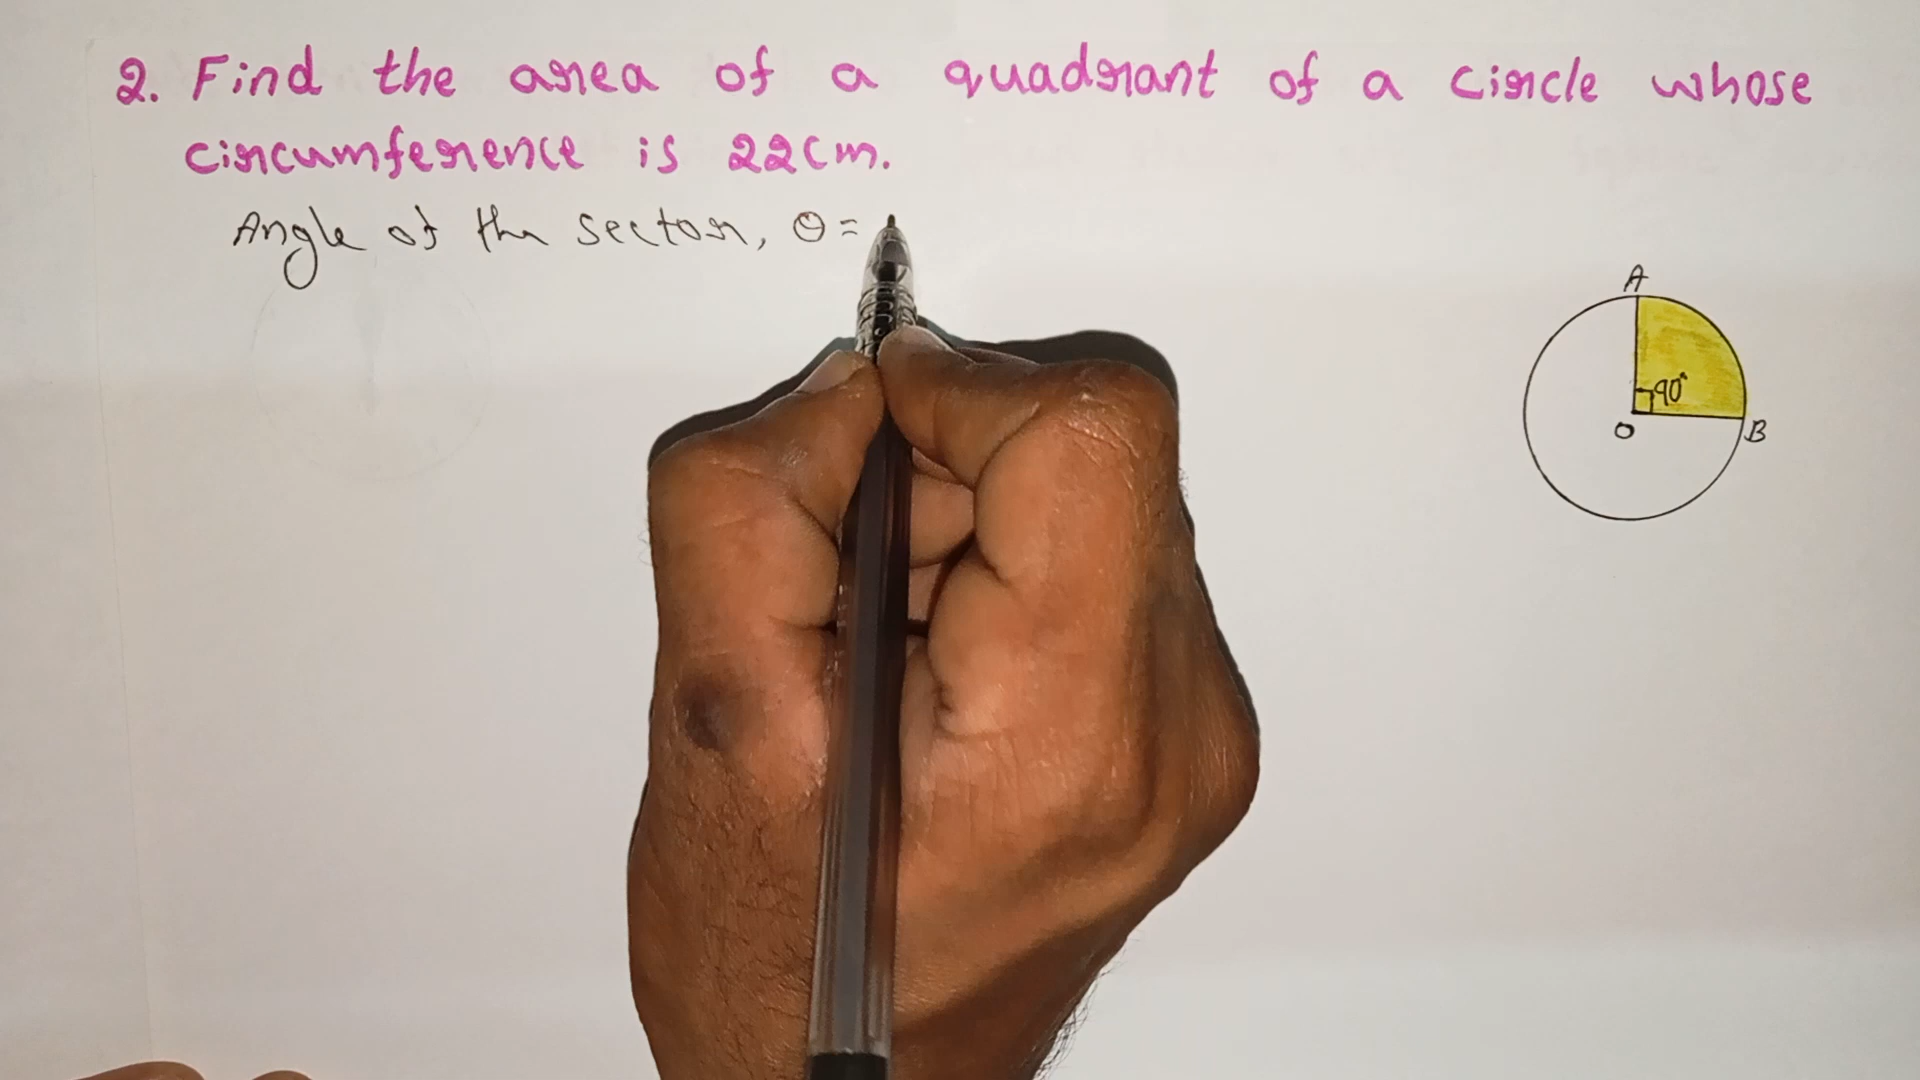 2. Find the area of a quadrant of a circle whose
circumference is 22cm.
Angle of the sector, θ =
A
90°
O
B